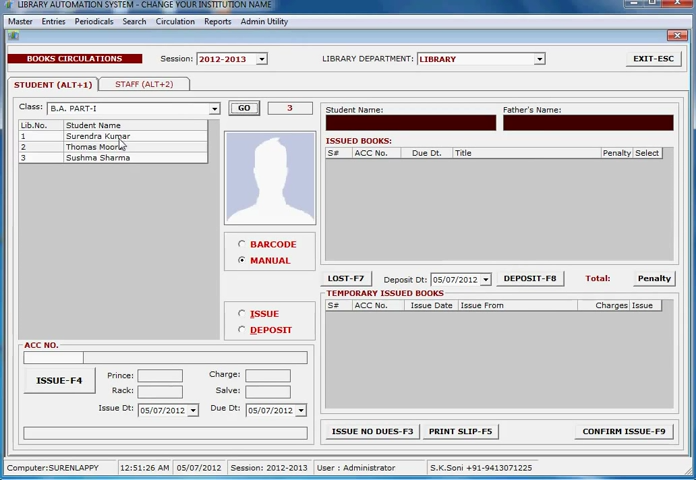 LIBRARY AUTOMATION SYSTEM - CHANGE YOUR INSTITUTION NAME
Master Entries Periodicals Search Circulation Reports Admin Utility
BOOKS CIRCULATIONS Session: 2012-2013 LIBRARY DEPARTMENT: LIBRARY EXIT-ESC
STUDENT (ALT+1) STAFF (ALT+2)
Class: B.A. PART-I GO 3
Lib.No. Student Name
1 Surendra Kumar
2 Thomas Moore
3 Sushma Sharma
BARCODE
MANUAL
ISSUE
DEPOSIT
ACC NO.
ISSUE-F4
Prince: Charge:
Rack: Salve:
Issue Dt: 05/07/2012 Due Dt: 05/07/2012
Student Name: Father's Name:
ISSUED BOOKS:
S# ACC No. Due Dt. Title Penalty Select
LOST-F7 Deposit Dt: 05/07/2012 DEPOSIT-F8 Total: Penalty
TEMPORARY ISSUED BOOKS
S# ACC No. Issue Date Issue From Charges Issue
ISSUE NO DUES-F3 PRINT SLIP-F5 CONFIRM ISSUE-F9
Computer:SURENLAPPY 12:51:26 AM 05/07/2012 Session: 2012-2013 User : Administrator S.K.Soni +91-9413071225